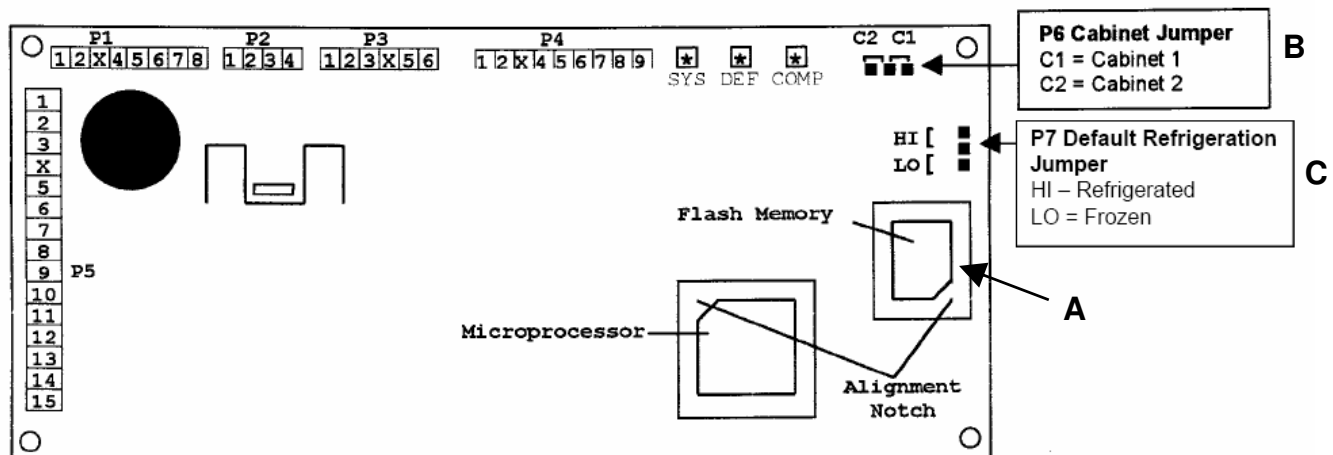 P1 P2 P3 P4
1 2 X 4 5 6 7 8
1 2 3 4
1 2 3 X 5 6
1 2 X 4 5 6 7 8 9
* * *
SYS DEF COMP
C2 C1
P6 Cabinet Jumper
C1 = Cabinet 1
C2 = Cabinet 2
B
HI [
LO [
P7 Default Refrigeration
Jumper
HI – Refrigerated
LO = Frozen
C
1
2
3
X
5
6
7
8
9
10
11
12
13
14
15
P5
Flash Memory
A
Microprocessor
Alignment
Notch